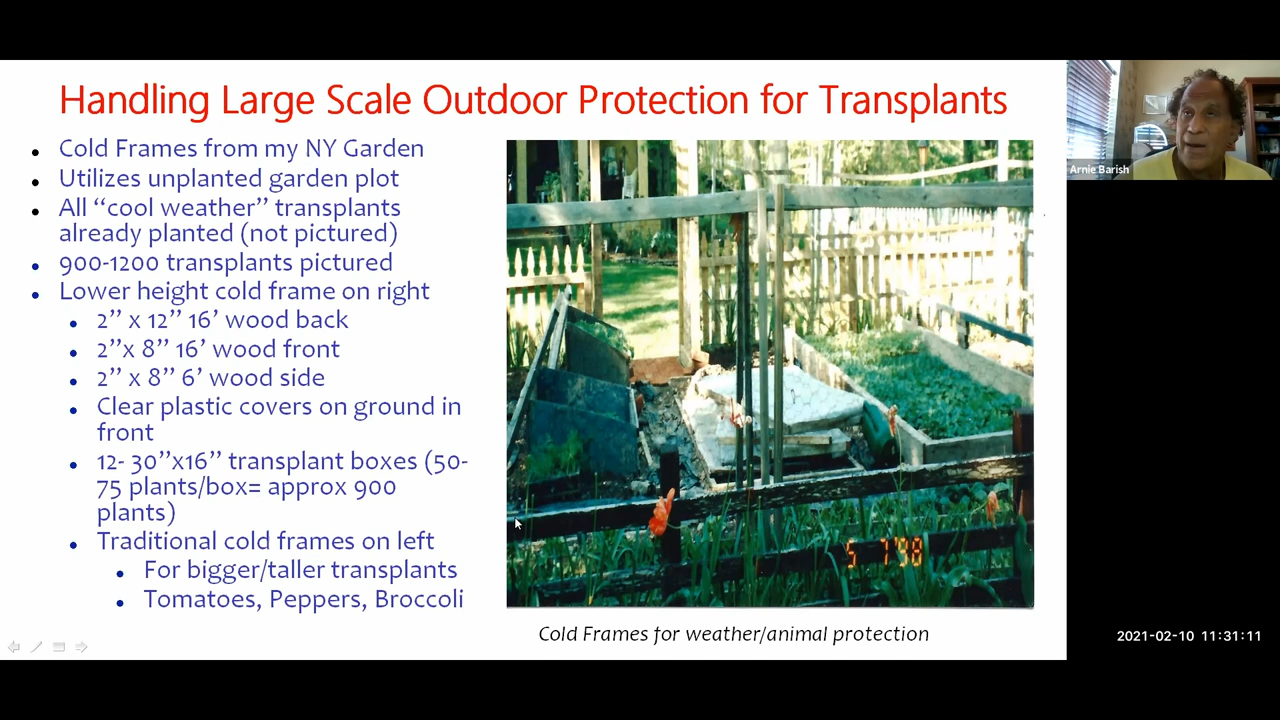 Handling Large Scale Outdoor Protection for Transplants
Cold Frames from my NY Garden
Utilizes unplanted garden plot
All “cool weather” transplants
already planted (not pictured)
900-1200 transplants pictured
Lower height cold frame on right
2” x 12” 16’ wood back
2”x 8” 16’ wood front
2” x 8” 6’ wood side
Clear plastic covers on ground in
front
12- 30”x16” transplant boxes (50-
75 plants/box= approx 900
plants)
Traditional cold frames on left
For bigger/taller transplants
Tomatoes, Peppers, Broccoli
5 7'98
Cold Frames for weather/animal protection
Arnie Barish
2021-02-10 11:31:11